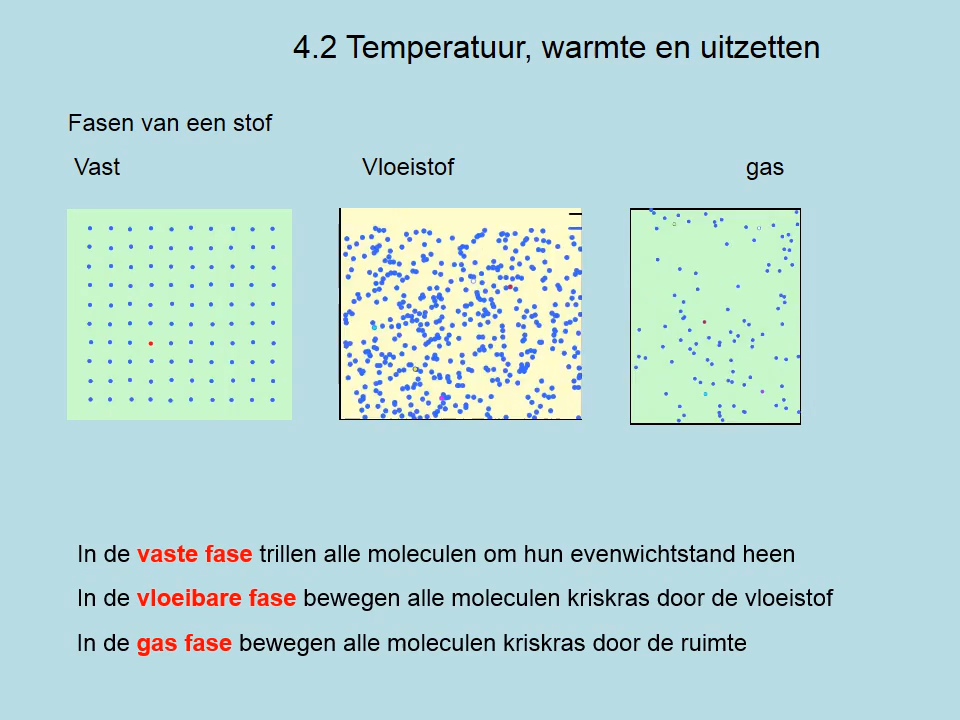 4.2 Temperatuur, warmte en uitzetten
Fasen van een stof
Vast Vloeistof gas
In de vaste fase trillen alle moleculen om hun evenwichtstand heen
In de vloeibare fase bewegen alle moleculen kriskras door de vloeistof
In de gas fase bewegen alle moleculen kriskras door de ruimte